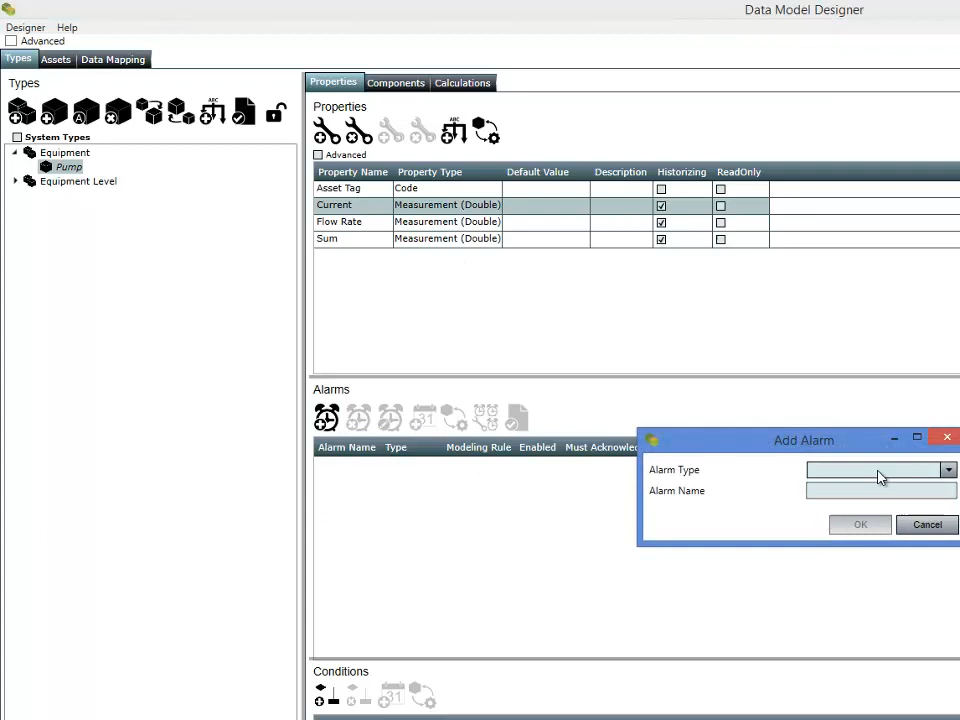 Data Model Designer
Designer Help
Advanced
Types Assets Data Mapping
Types
System Types
Equipment
Pump
Equipment Level
Properties Components Calculations
Properties
Advanced
Property Name Property Type Default Value Description Historizing ReadOnly
Asset Tag Code
Current Measurement (Double)
Flow Rate Measurement (Double)
Sum Measurement (Double)
Alarms
Alarm Name Type Modeling Rule Enabled Must Acknowled
Add Alarm
Alarm Type
Alarm Name
OK Cancel
Conditions